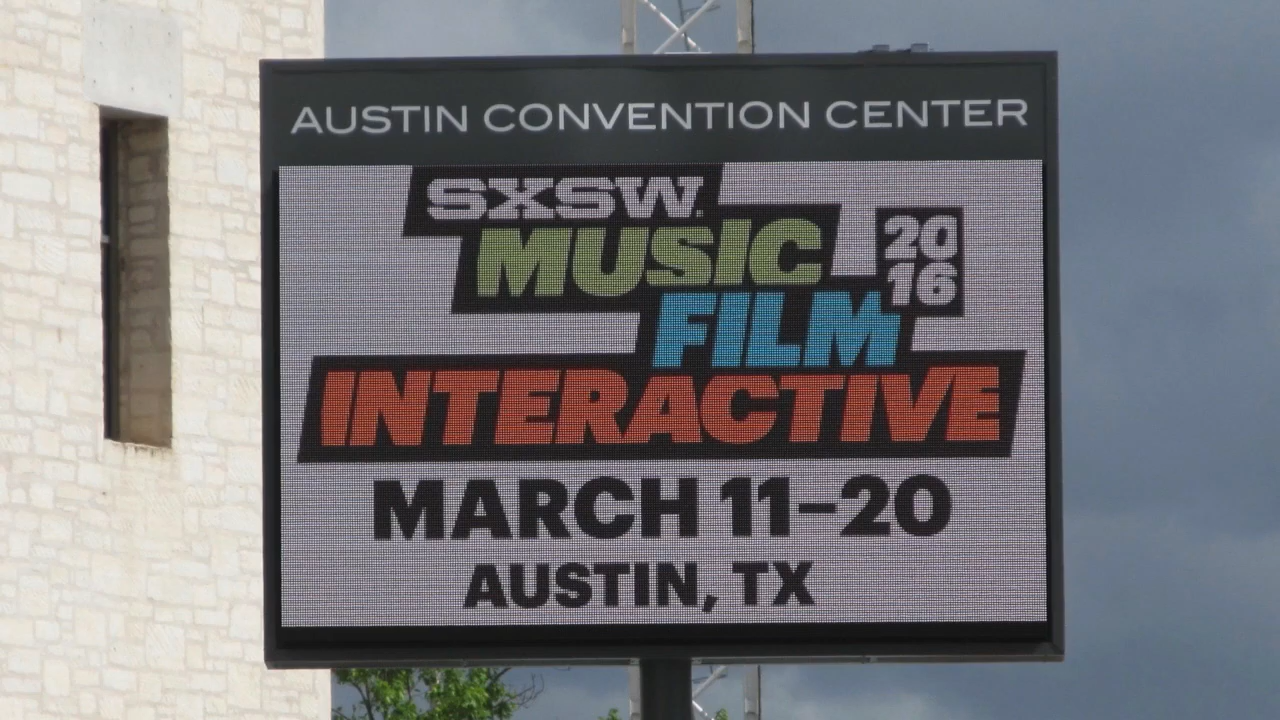 AUSTIN CONVENTION CENTER
SXSW.
MUSIC
20
16
FILM
INTERACTIVE
MARCH 11-20
AUSTIN, TX